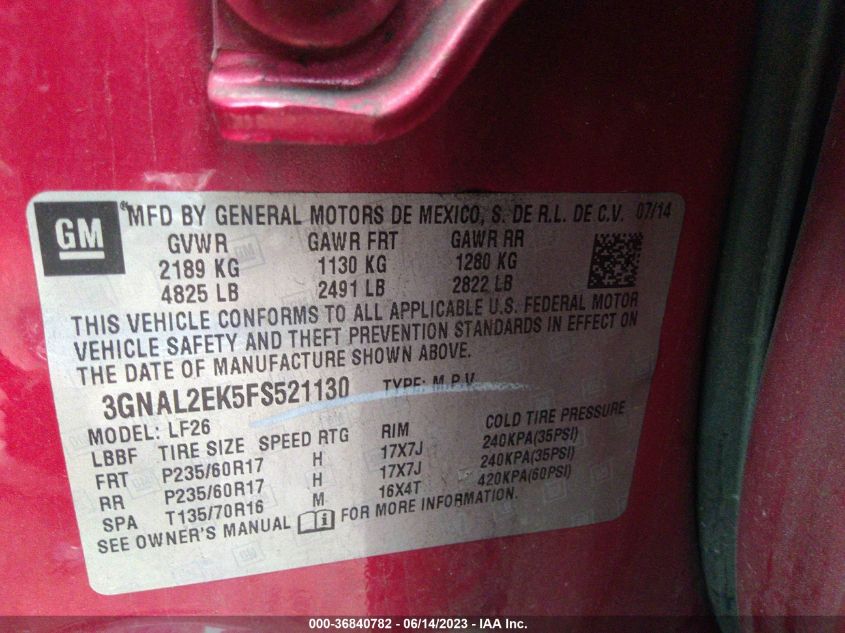 GM
® MFD BY GENERAL MOTORS DE MEXICO, S. DE R.L. DE C.V. 07/14
GVWR GAWR FRT GAWR RR
2189 KG 1130 KG 1280 KG
4825 LB 2491 LB 2822 LB
THIS VEHICLE CONFORMS TO ALL APPLICABLE U.S. FEDERAL MOTOR
VEHICLE SAFETY AND THEFT PREVENTION STANDARDS IN EFFECT ON
THE DATE OF MANUFACTURE SHOWN ABOVE.
3GNAL2EK5FS521130 TYPE: M.P.V.
MODEL: LF26
LBBF TIRE SIZE SPEED RTG RIM COLD TIRE PRESSURE
FRT P235/60R17 H 17X7J 240KPA(35PSI)
RR P235/60R17 H 17X7J 240KPA(35PSI)
SPA T135/70R16 M 16X4T 420KPA(60PSI)
SEE OWNER'S MANUAL FOR MORE INFORMATION.
000-36840782 - 06/14/2023 - IAA Inc.